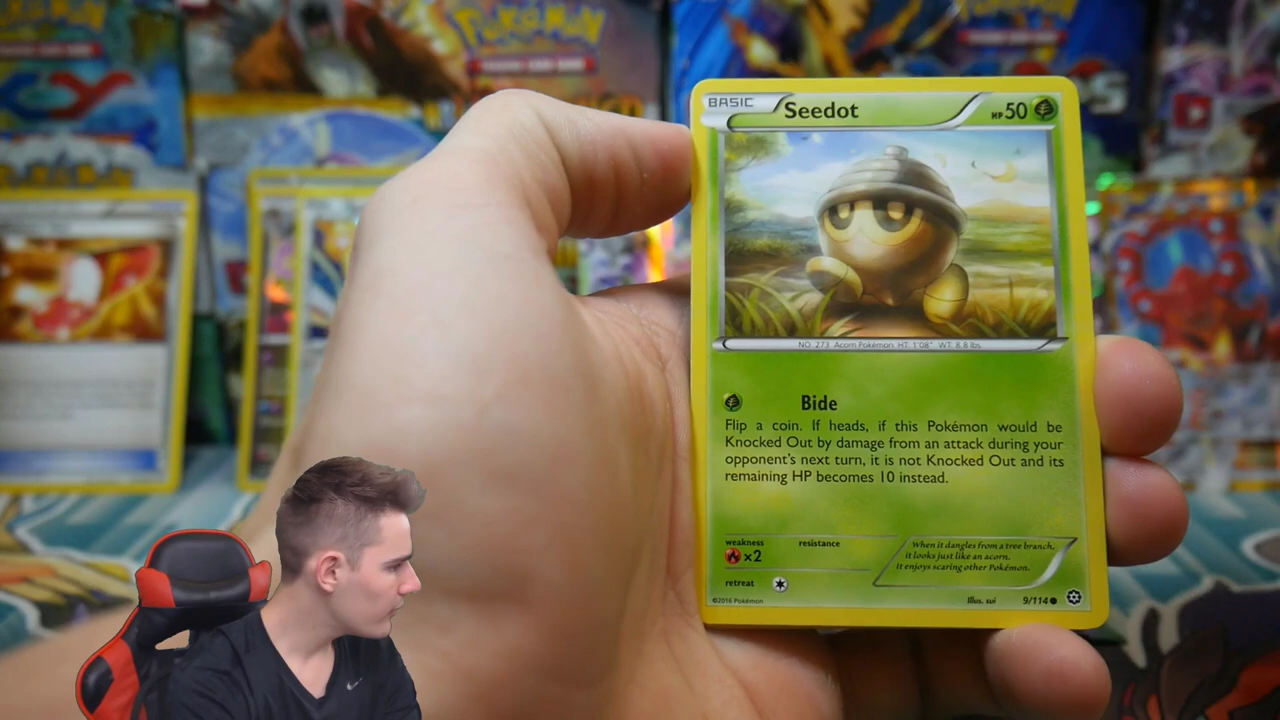 POKÉMON
POKÉMON
BASIC
Seedot
HP50
NO. 273 Acorn Pokémon HT: 1'08" WT: 8.8 lbs
Bide
Flip a coin. If heads, if this Pokémon would be
Knocked Out by damage from an attack during your
opponent's next turn, it is not Knocked Out and its
remaining HP becomes 10 instead.
weakness
resistance
×2
retreat
When it dangles from a tree branch,
it looks just like an acorn.
It enjoys scaring other Pokémon.
©2016 Pokémon
Illus. sui
9/114